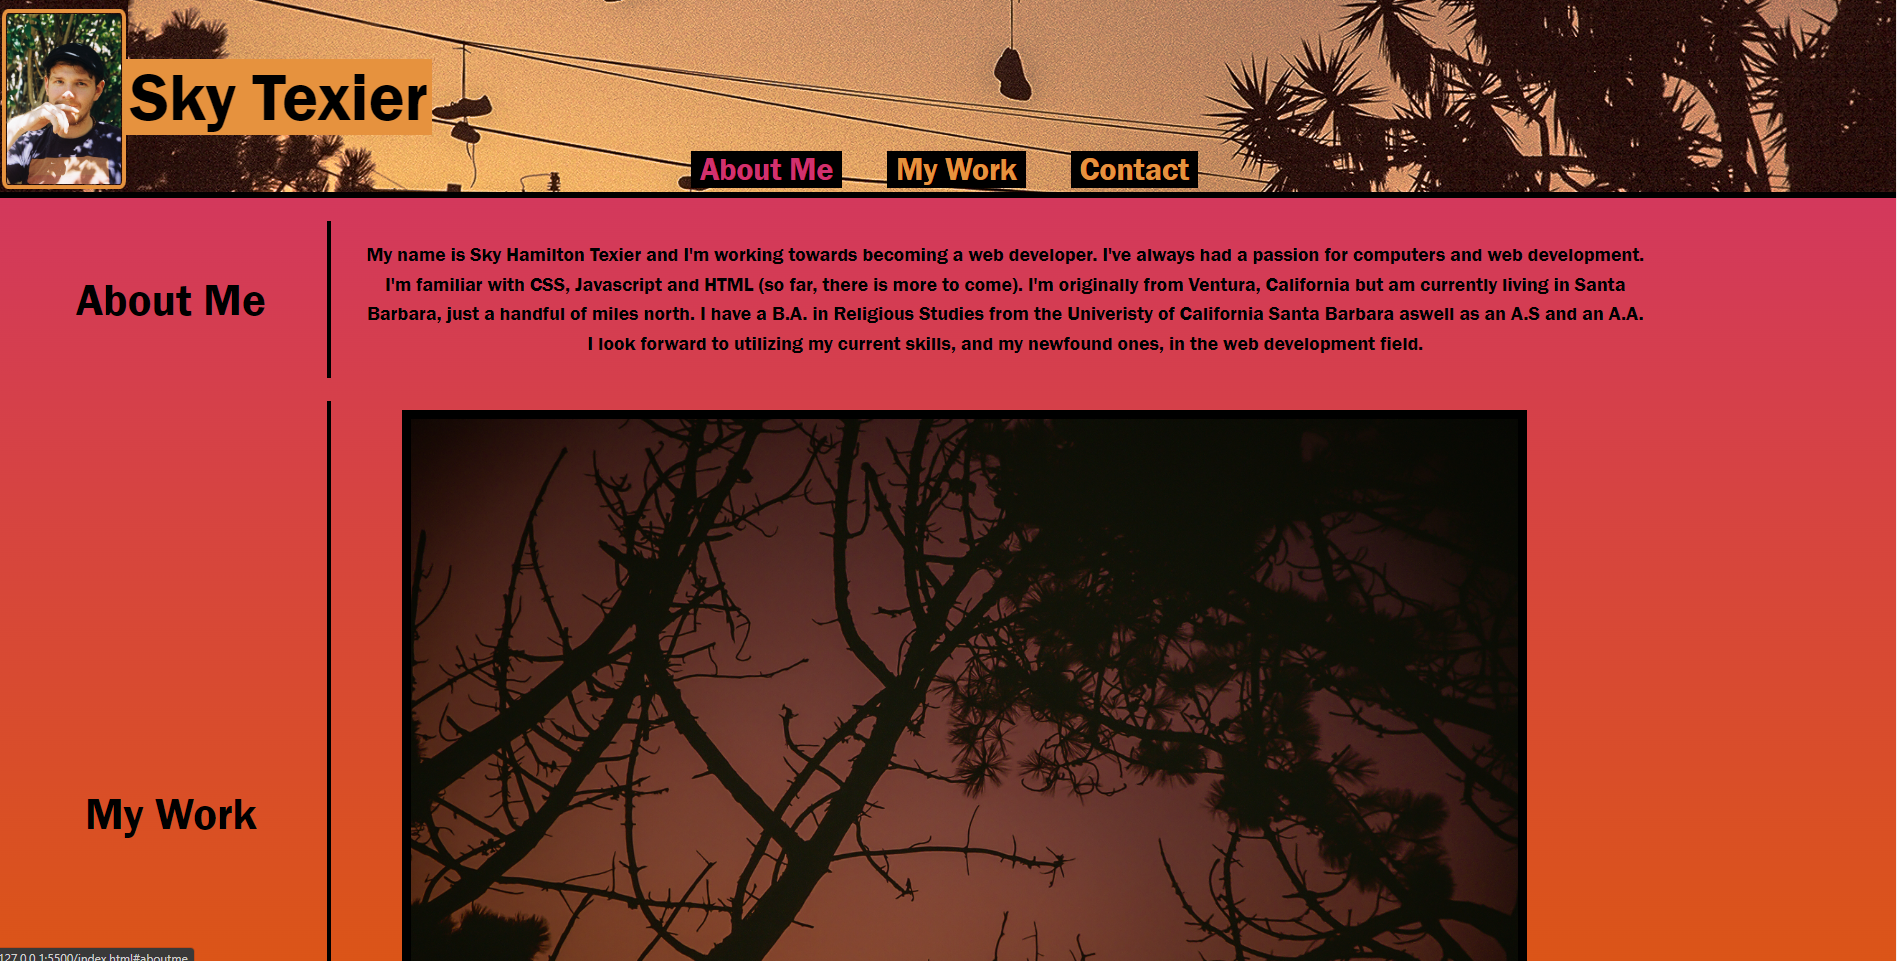 Sky Texier
About Me My Work Contact
About Me
My name is Sky Hamilton Texier and I'm working towards becoming a web developer. I've always had a passion for computers and web development.
I'm familiar with CSS, Javascript and HTML (so far, there is more to come). I'm originally from Ventura, California but am currently living in Santa
Barbara, just a handful of miles north. I have a B.A. in Religious Studies from the Univeristy of California Santa Barbara aswell as an A.S and an A.A.
I look forward to utilizing my current skills, and my newfound ones, in the web development field.
My Work
127.0.0.1:5500/index.html#aboutme